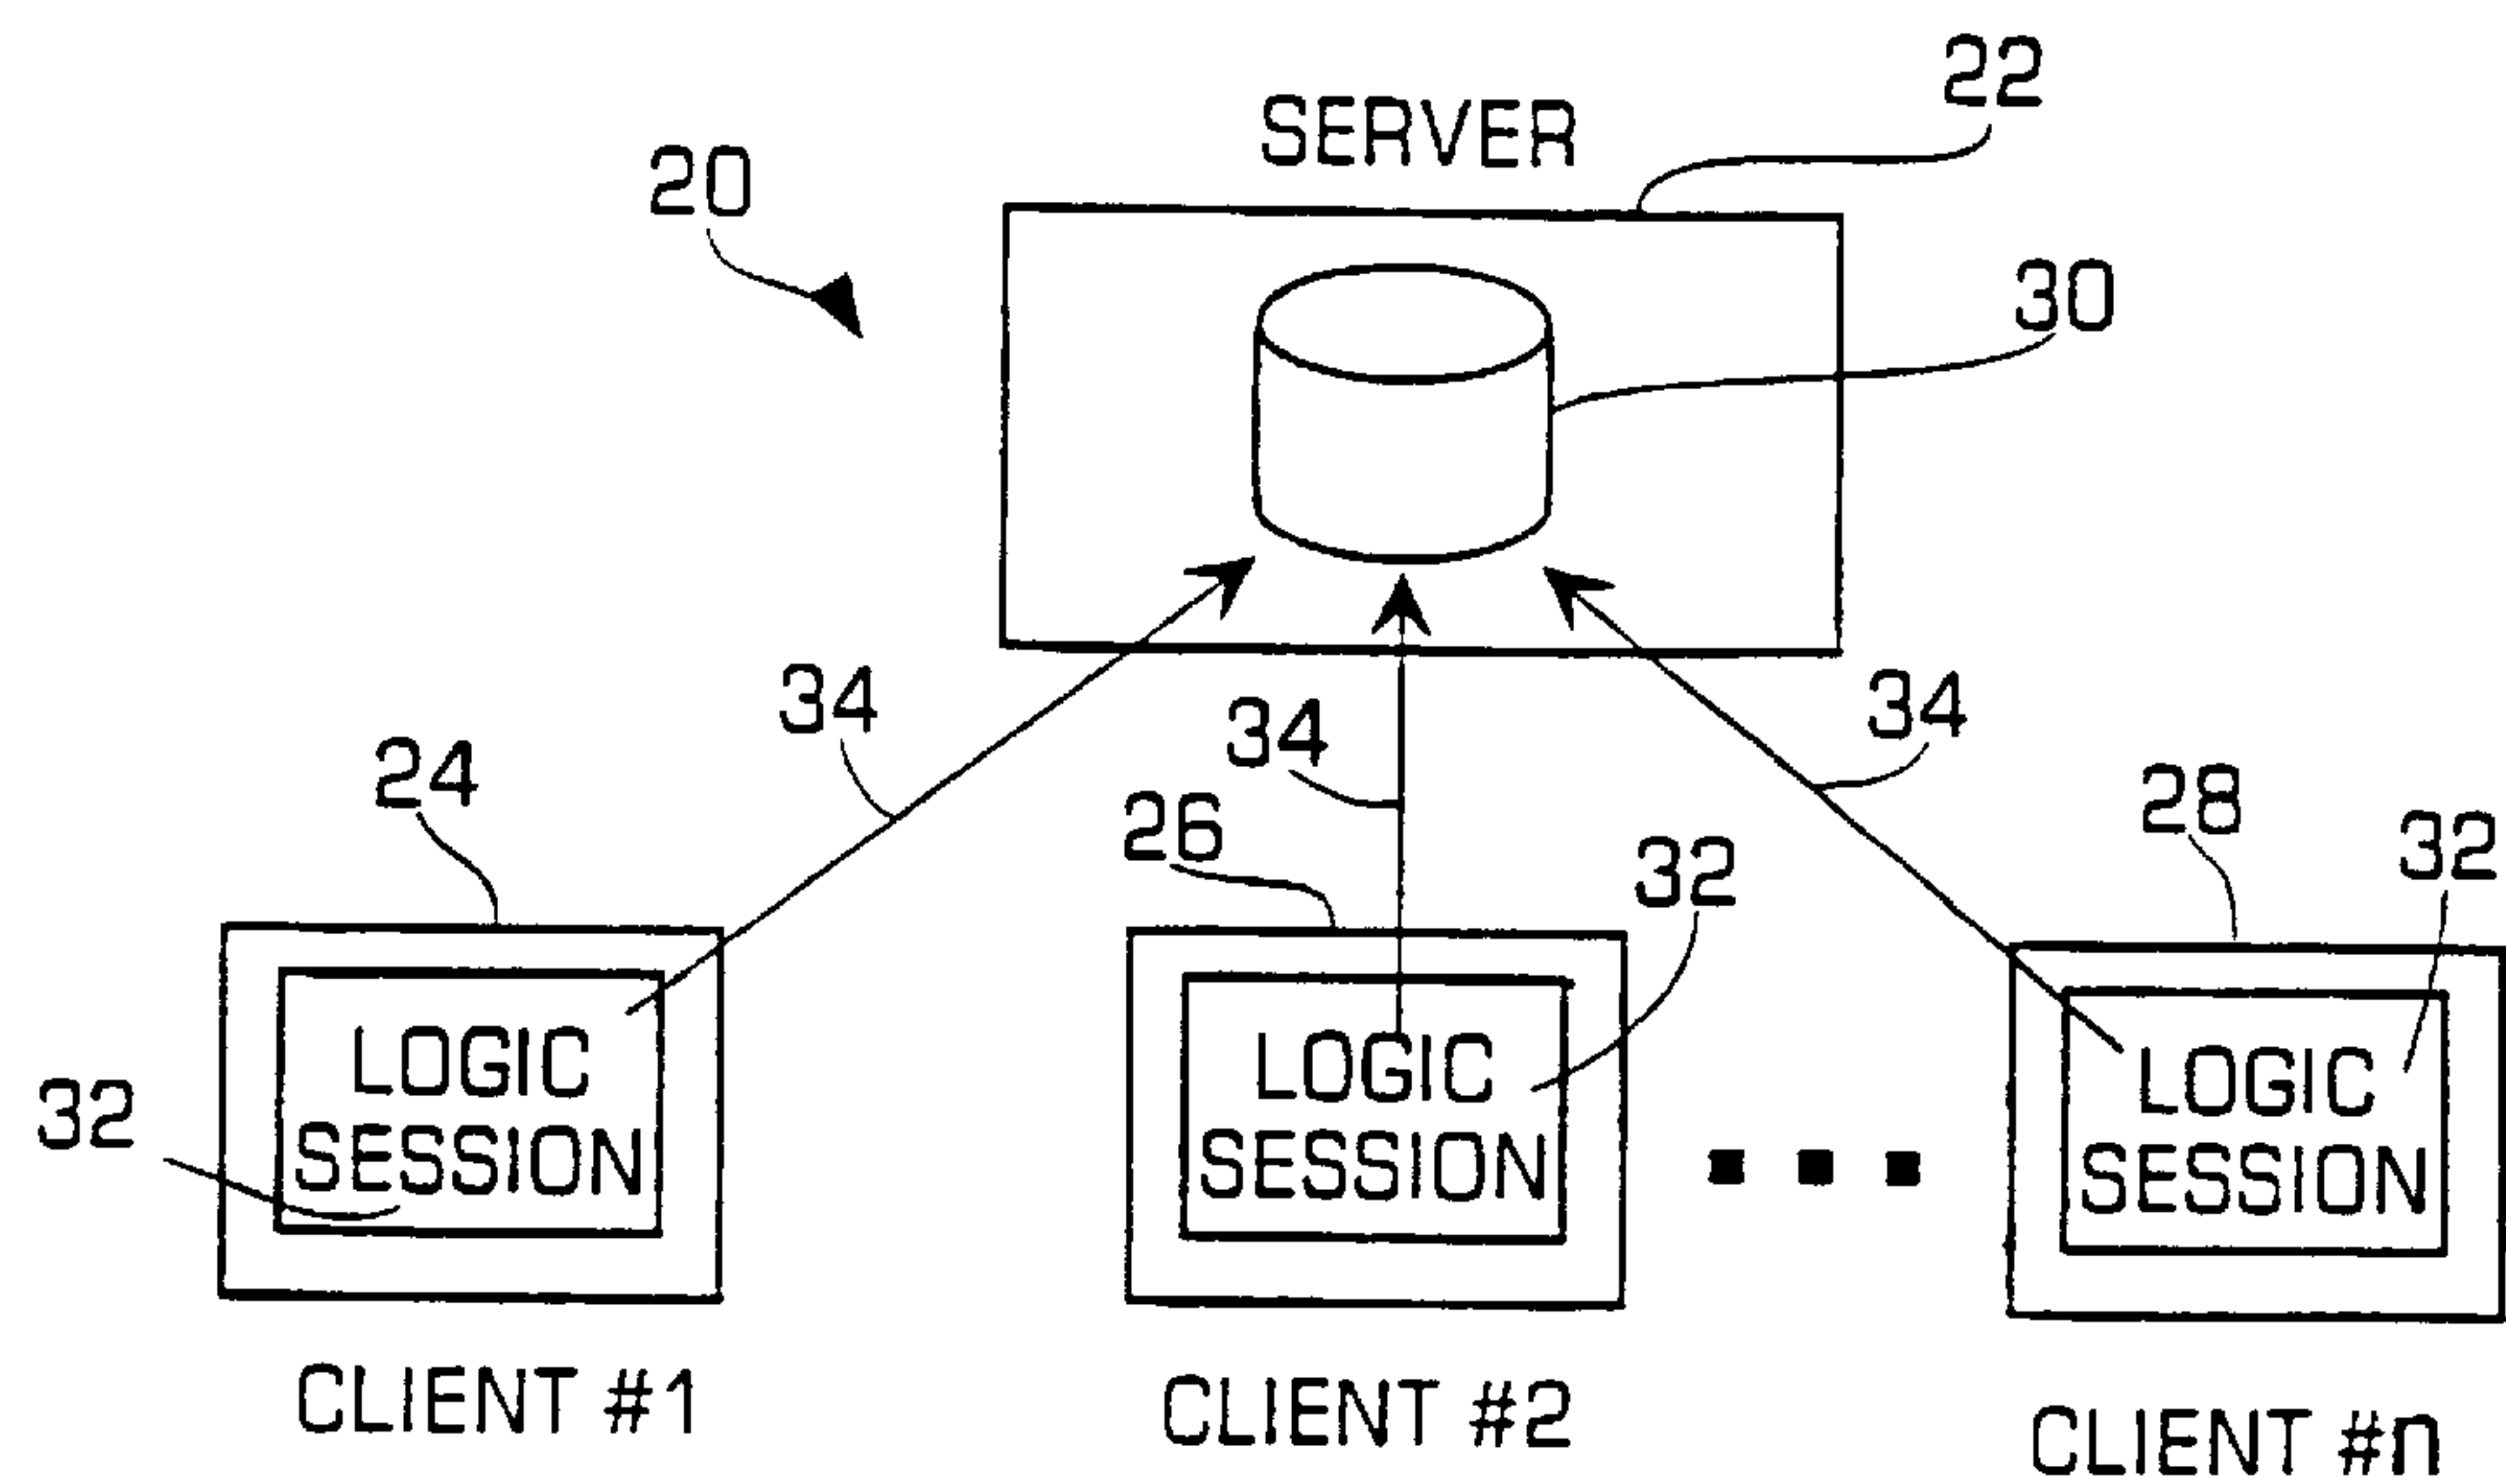 22
SERVER
20
30
34
34
34
24
26
28
32
32
LOGIC
SESSION
LOGIC
SESSION
LOGIC
SESSION
32
CLIENT #1
CLIENT #2
CLIENT #n